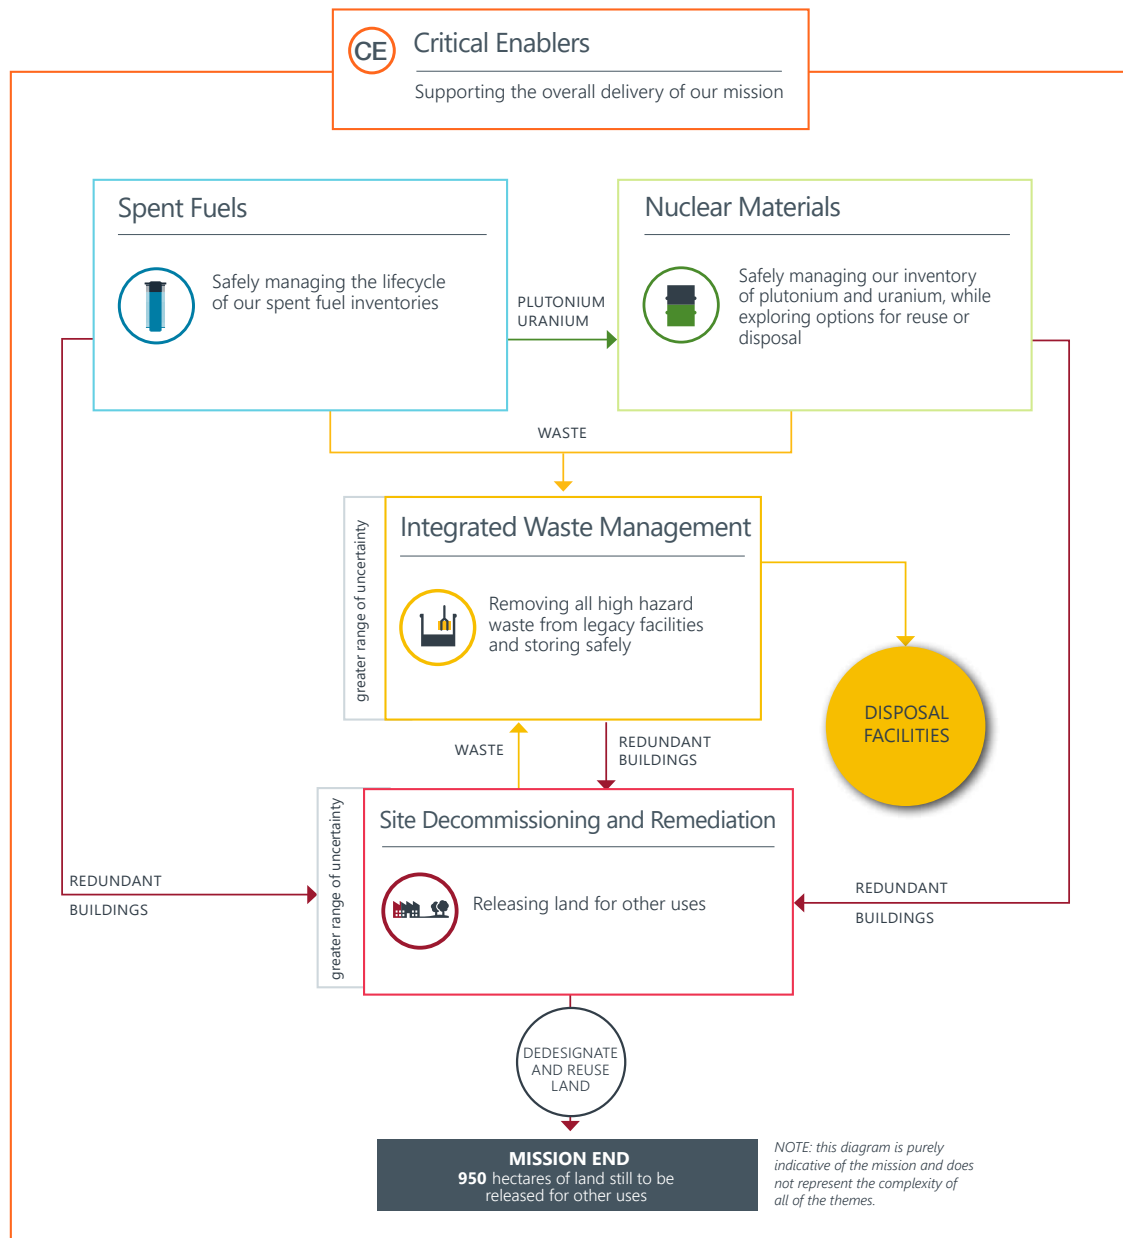 CE
Critical Enablers
Supporting the overall delivery of our mission
Spent Fuels
Safely managing the lifecycle
of our spent fuel inventories
PLUTONIUM
URANIUM
Nuclear Materials
Safely managing our inventory
of plutonium and uranium, while
exploring options for reuse or
disposal
WASTE
greater range of uncertainty
Integrated Waste Management
Removing all high hazard
waste from legacy facilities
and storing safely
DISPOSAL
FACILITIES
WASTE
REDUNDANT
BUILDINGS
greater range of uncertainty
Site Decommissioning and Remediation
Releasing land for other uses
REDUNDANT
BUILDINGS
REDUNDANT
BUILDINGS
DEDESIGNATE
AND REUSE
LAND
MISSION END
950 hectares of land still to be
released for other uses
NOTE: this diagram is purely
indicative of the mission and does
not represent the complexity of
all of the themes.